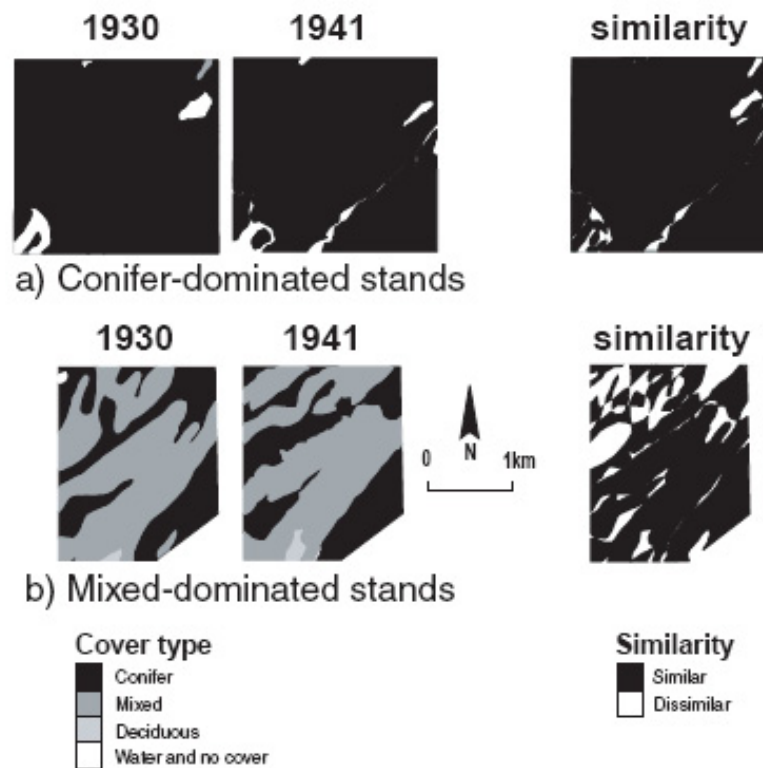 1930 1941 similarity
a) Conifer-dominated stands
1930 1941 similarity
0 N 1km
b) Mixed-dominated stands
Cover type
Conifer
Mixed
Deciduous
Water and no cover
Similarity
Similar
Dissimilar